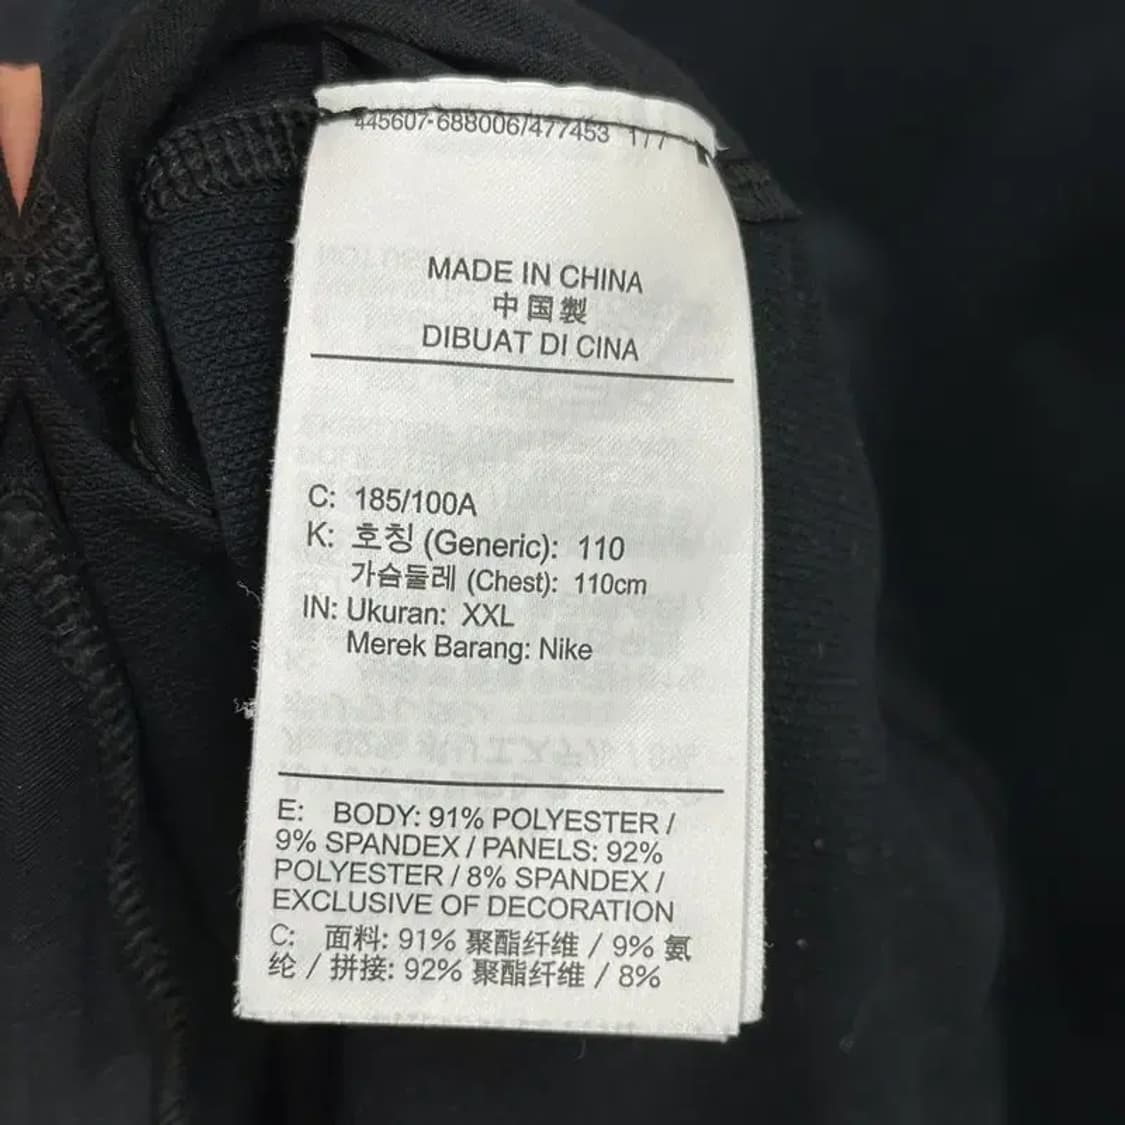 445607-688006/477453 177
MADE IN CHINA
中国製
DIBUAT DI CINA
C: 185/100A
K: 호칭 (Generic): 110
가슴둘레 (Chest): 110cm
IN: Ukuran: XXL
Merek Barang: Nike
E: BODY: 91% POLYESTER /
9% SPANDEX / PANELS: 92%
POLYESTER / 8% SPANDEX /
EXCLUSIVE OF DECORATION
C: 面料: 91% 聚酯纤维 / 9% 氨
纶 / 拼接: 92% 聚酯纤维 / 8%